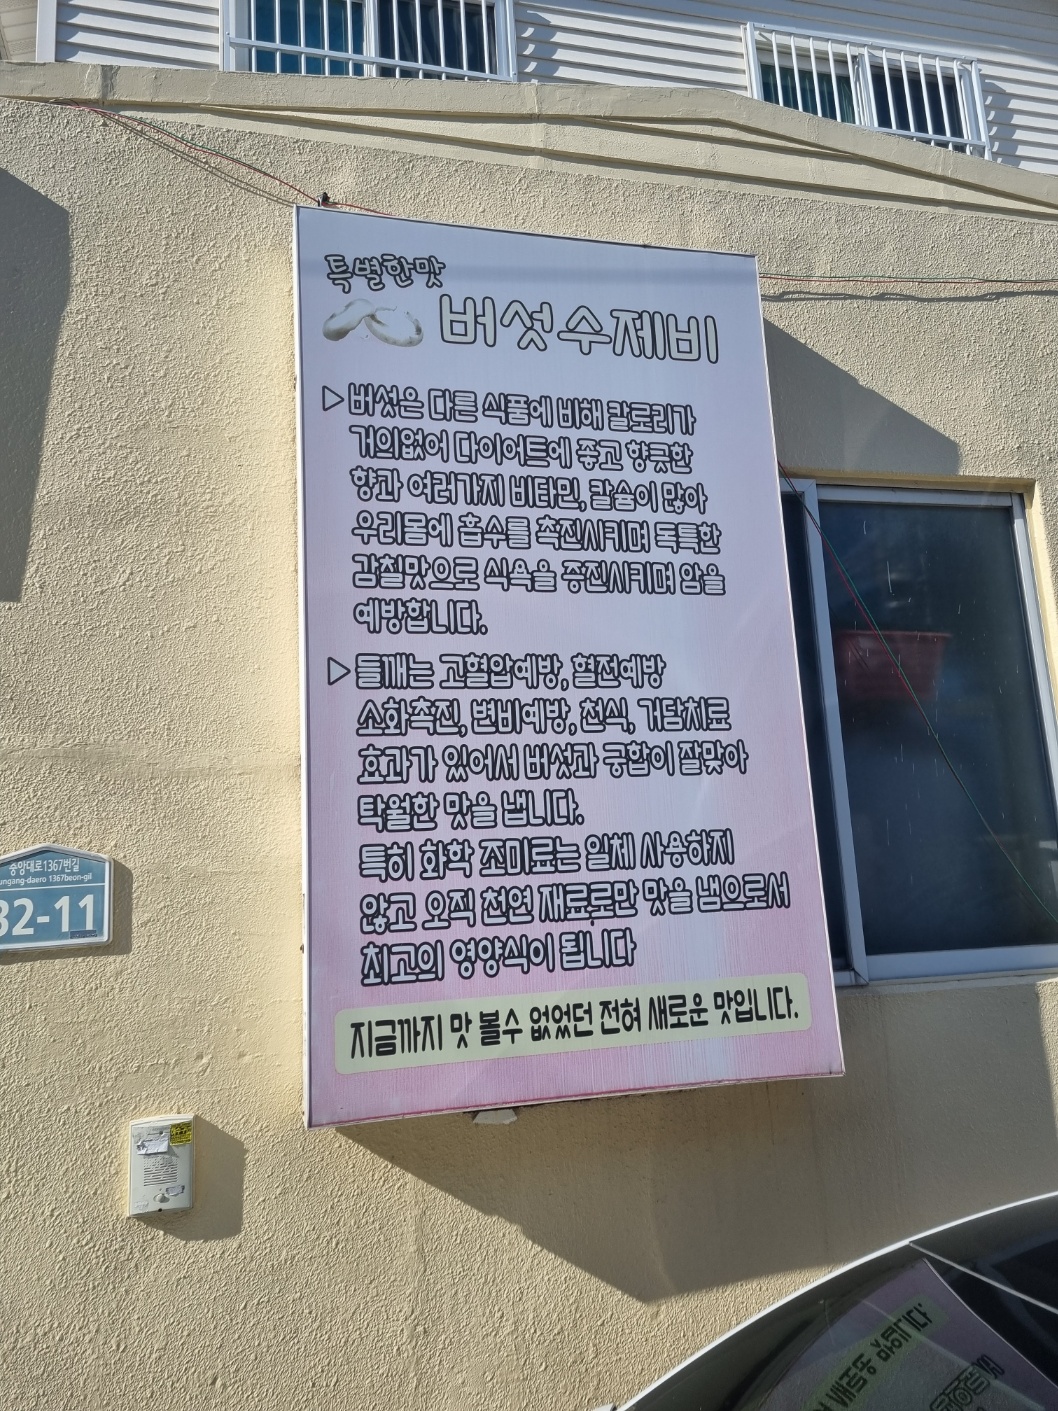 특별한맛
버섯수제비
▷버섯은 다른 식품에 비해 칼로리가
거의없어 다이어트에 좋고 향긋한
향과 여러가지 비타민, 칼슘이 많아
우리몸에 흡수를 촉진시키며 독특한
감칠맛으로 식욕을 증진시키며 암을
예방합니다.
▷들깨는 고혈압예방, 혈전예방
소화촉진, 변비예방, 천식, 거담치료
효과가 있어서 버섯과 궁합이 잘맞아
탁월한 맛을 냅니다.
특히 화학 조미료는 일체 사용하지
않고 오직 천연 재료로만 맛을 냄으로서
최고의 영양식이 됩니다
지금까지 맛 볼수 없었던 전혀 새로운 맛입니다.
중앙대로1367번길
ungang-daero 1367beon-gil
32-11